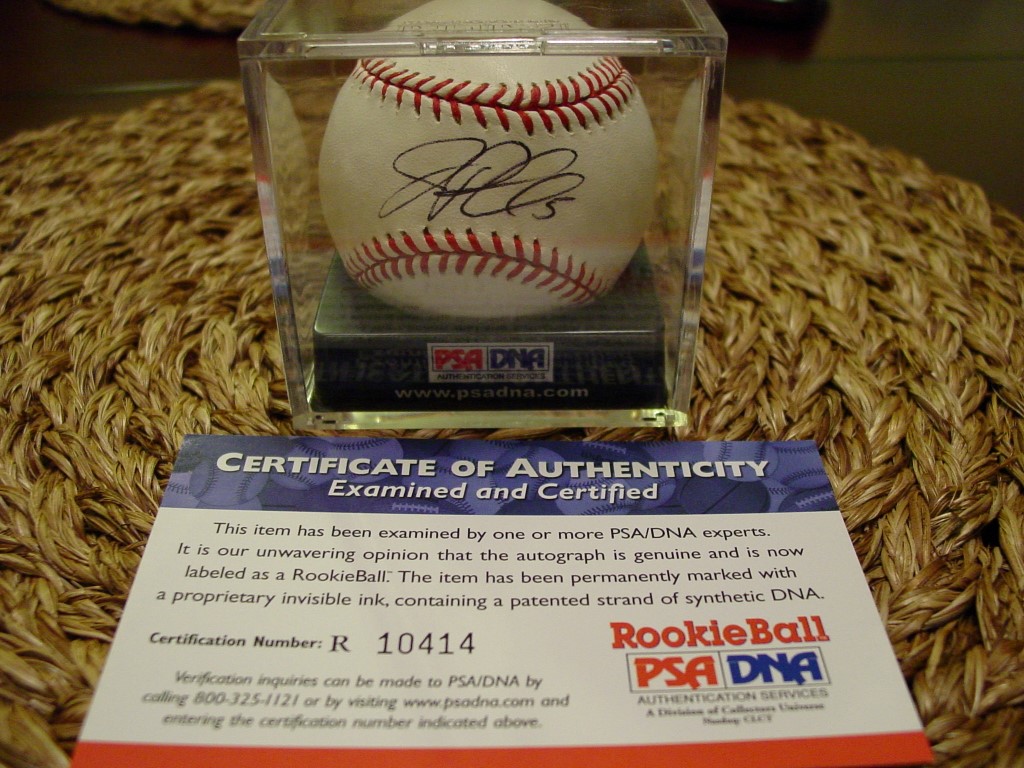 PSA DNA
AUTHENTICATION SERVICES
www.psadna.com
CERTIFICATE OF AUTHENTICITY
Examined and Certified
This item has been examined by one or more PSA/DNA experts.
It is our unwavering opinion that the autograph is genuine and is now
labeled as a RookieBall.™ The item has been permanently marked with
a proprietary invisible ink, containing a patented strand of synthetic DNA.
Certification Number: R 10414
Verification inquiries can be made to PSA/DNA by
calling 800-325-1121 or by visiting www.psadna.com and
entering the certification number indicated above.
RookieBall
PSA DNA
AUTHENTICATION SERVICES
A Division of Collectors Universe
Nasdaq: CLCT